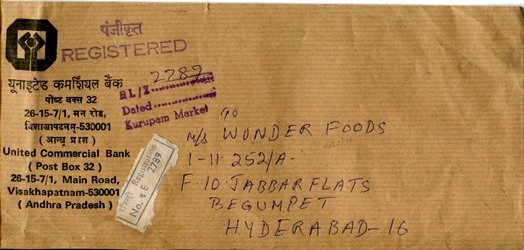 पंजीकृत
REGISTERED
यूनाइटेड कमर्शियल बैंक
पोष्ट बक्स 32
26-15-7/1, मन रोड,
विसाखापटनम-530001
( आन्ध्र प्रदेश )
United Commercial Bank
( Post Box 32 )
26-15-7/1, Main Road,
Visakhapatnam-530001
( Andhra Pradesh )
2789
RL/Z
Dated
Kurupam Market
No. E 2789
To
M/s WONDER FOODS
1-11-252/A-
F-10-JABBAR FLATS
BEGUMPET
HYDERABAD-16